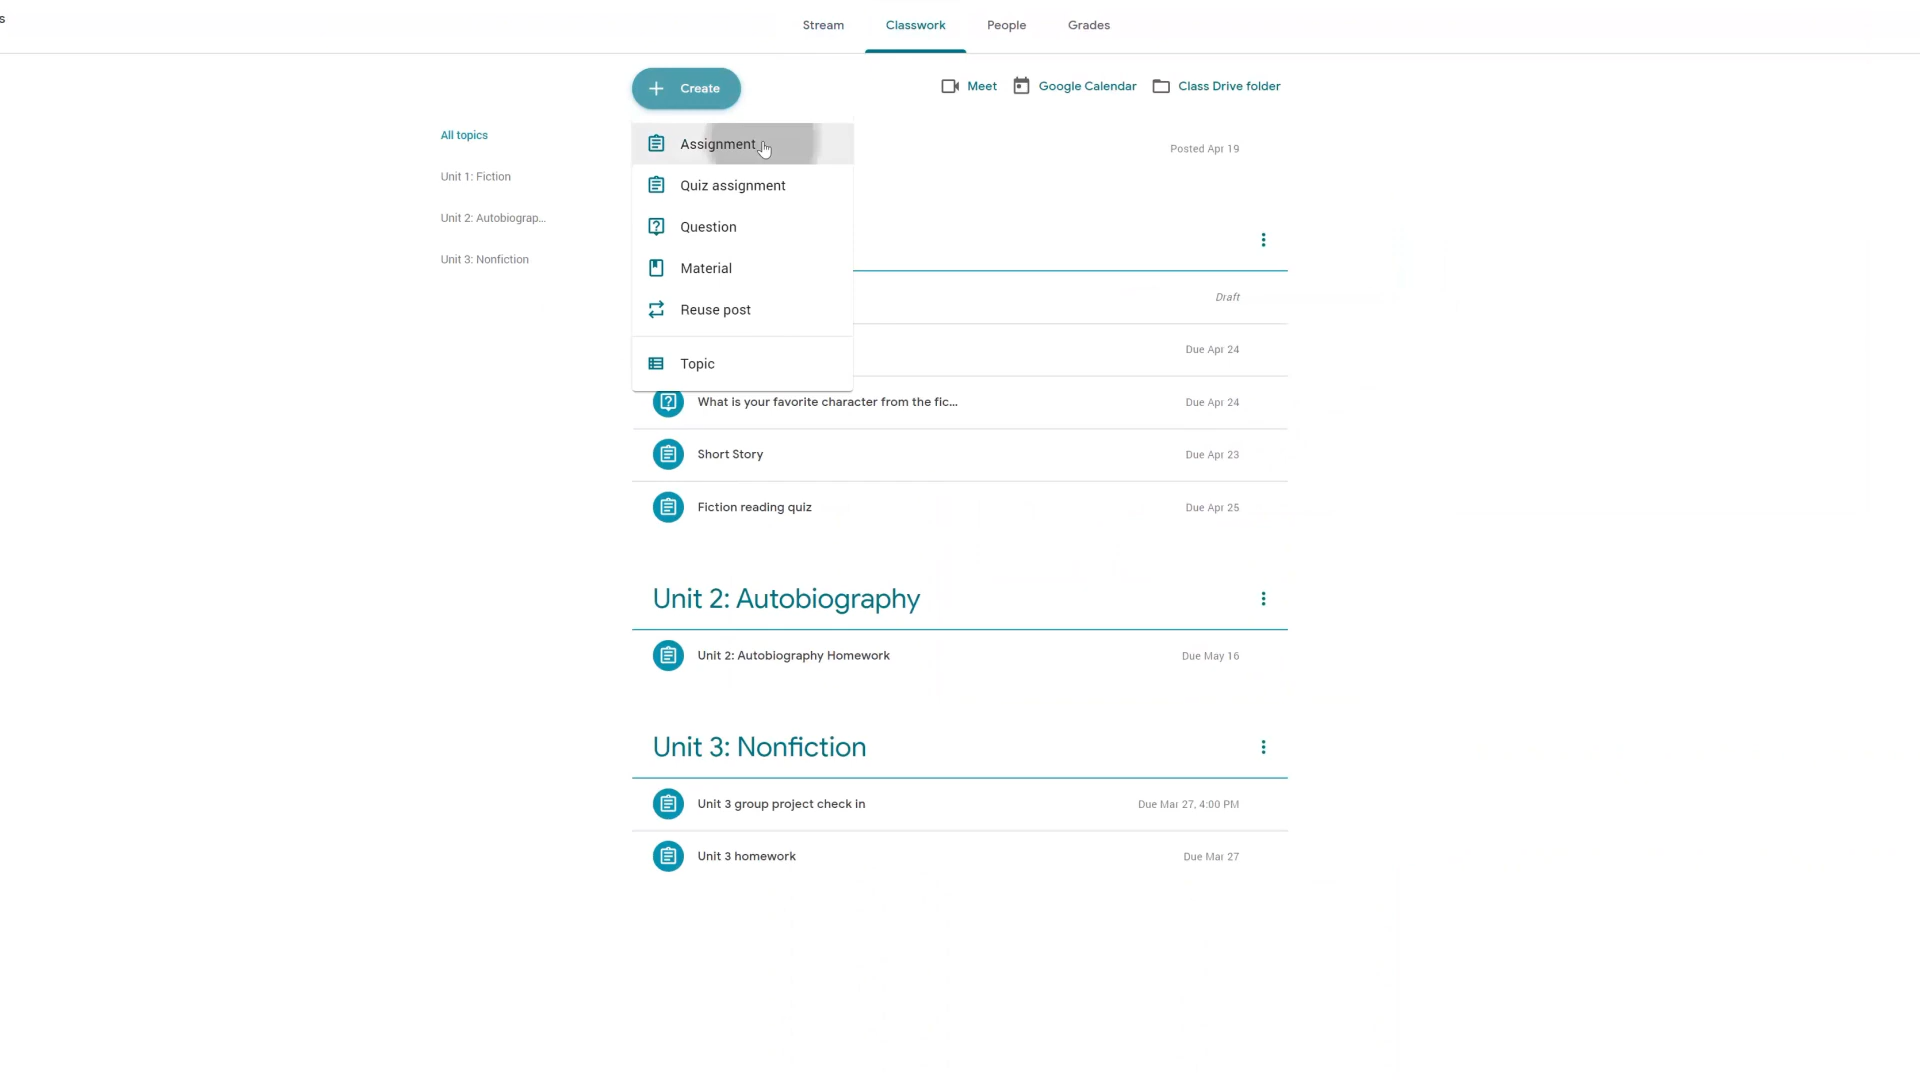 s
Stream
Classwork
People
Grades
Create
Meet
Google Calendar
Class Drive folder
All topics
Unit 1: Fiction
Unit 2: Autobiograp...
Unit 3: Nonfiction
Assignment
Quiz assignment
Question
Material
Reuse post
Topic
Posted Apr 19
Draft
Due Apr 24
What is your favorite character from the fic...
Due Apr 24
Short Story
Due Apr 23
Fiction reading quiz
Due Apr 25
Unit 2: Autobiography
Unit 2: Autobiography Homework
Due May 16
Unit 3: Nonfiction
Unit 3 group project check in
Due Mar 27, 4:00 PM
Unit 3 homework
Due Mar 27